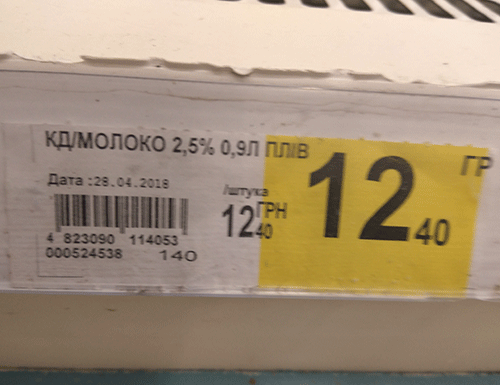 КД/МОЛОКО 2,5% 0,9Л ПЛІВ
Дата :28.04.2018
/штука
12 ГРН 40
12 40 ГР
4 823090 114053
000524538 140